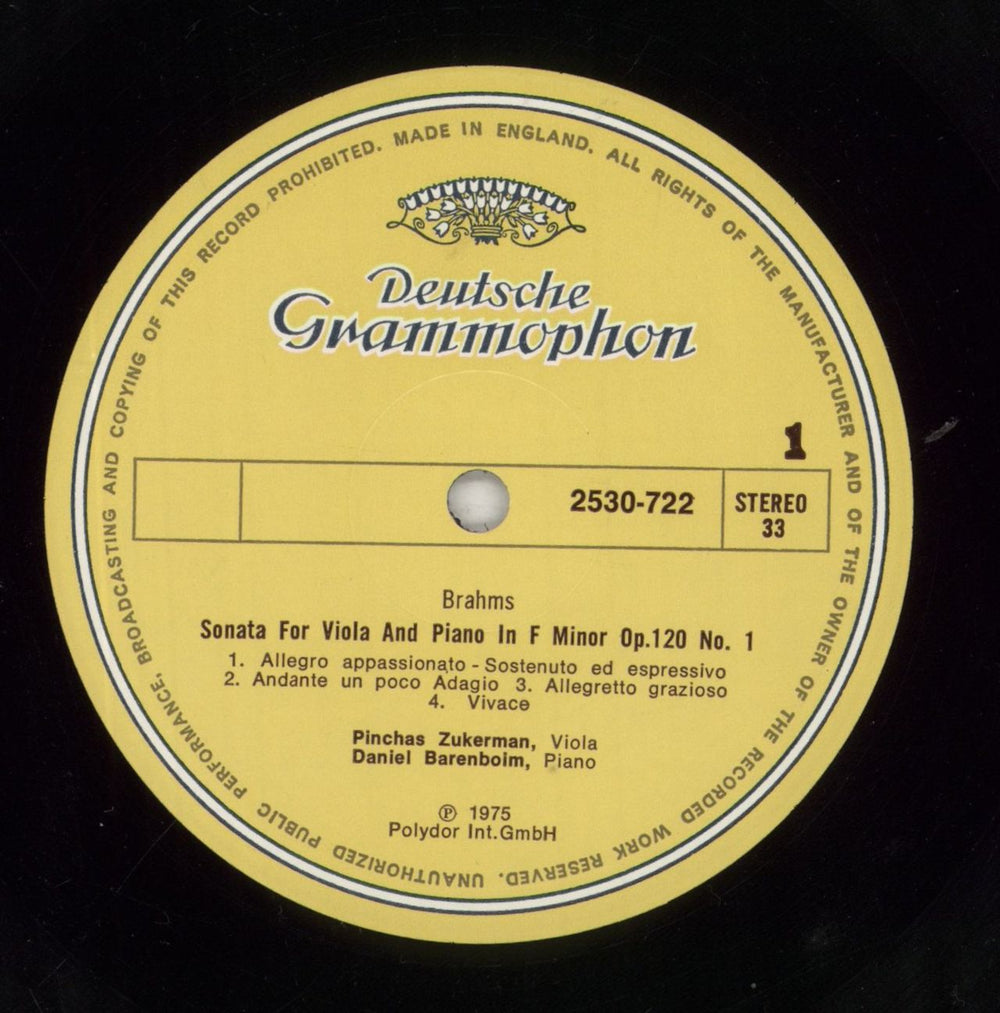 MADE IN ENGLAND. ALL RIGHTS OF THE MANUFACTURER AND OF THE OWNER OF THE RECORDED WORK RESERVED. UNAUTHORIZED PUBLIC PERFORMANCE, BROADCASTING AND COPYING OF THIS RECORD PROHIBITED.
Deutsche
Grammophon
1
2530-722
STEREO
33
Brahms
Sonata For Viola And Piano In F Minor Op.120 No. 1
1. Allegro appassionato - Sostenuto ed espressivo
2. Andante un poco Adagio 3. Allegretto grazioso
4. Vivace
Pinchas Zukerman, Viola
Daniel Barenboim, Piano
℗ 1975
Polydor Int.GmbH